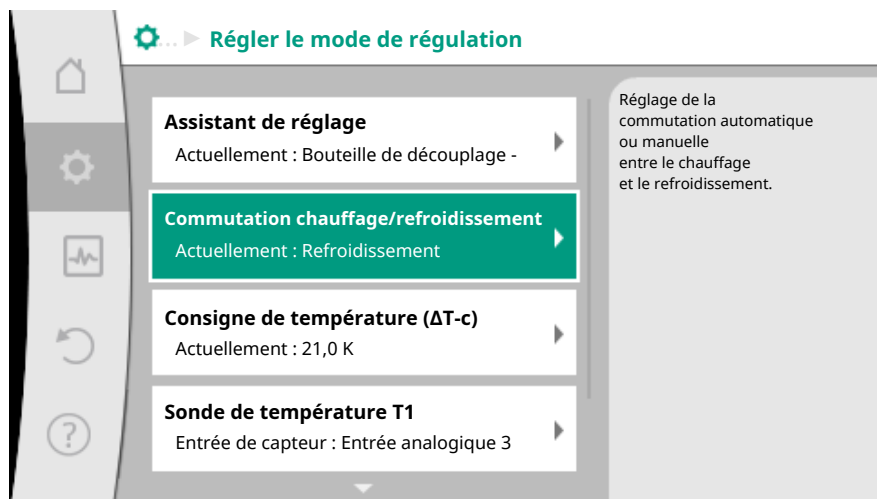 ... Régler le mode de régulation
Assistant de réglage
Actuellement : Bouteille de découplage -
Commutation chauffage/refroidissement
Actuellement : Refroidissement
Consigne de température (ΔT-c)
Actuellement : 21,0 K
Sonde de température T1
Entrée de capteur : Entrée analogique 3
Réglage de la
commutation automatique
ou manuelle
entre le chauffage
et le refroidissement.
?